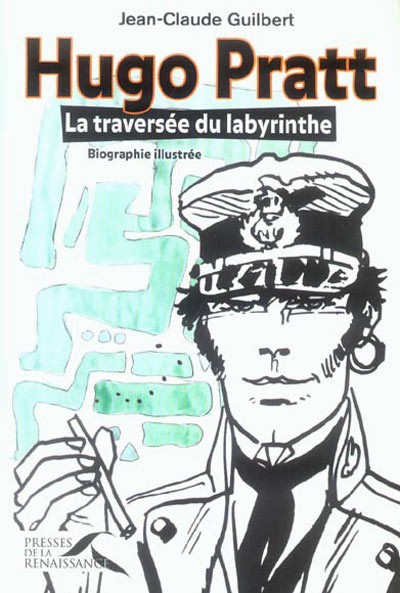 Jean-Claude Guilbert
Hugo Pratt
La traversée du labyrinthe
Biographie illustrée
PRESSES
DE LA
RENAISSANCE